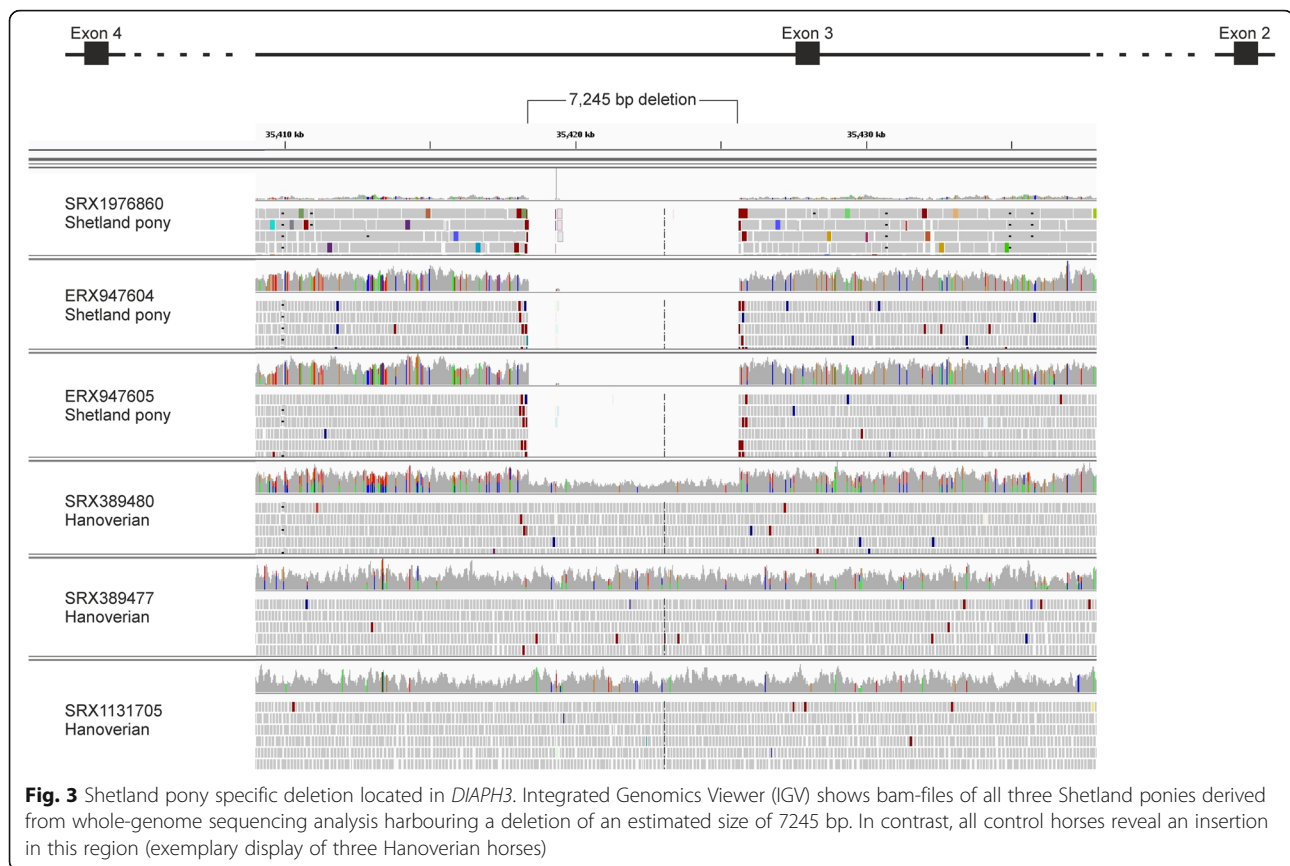 Exon 4
Exon 3
Exon 2
7,245 bp deletion
35,410 kb
35,420 kb
35,430 kb
SRX1976860
Shetland pony
ERX947604
Shetland pony
ERX947605
Shetland pony
SRX389480
Hanoverian
SRX389477
Hanoverian
SRX1131705
Hanoverian
Fig. 3 Shetland pony specific deletion located in DIAPH3. Integrated Genomics Viewer (IGV) shows bam-files of all three Shetland ponies derived
from whole-genome sequencing analysis harbouring a deletion of an estimated size of 7245 bp. In contrast, all control horses reveal an insertion
in this region (exemplary display of three Hanoverian horses)